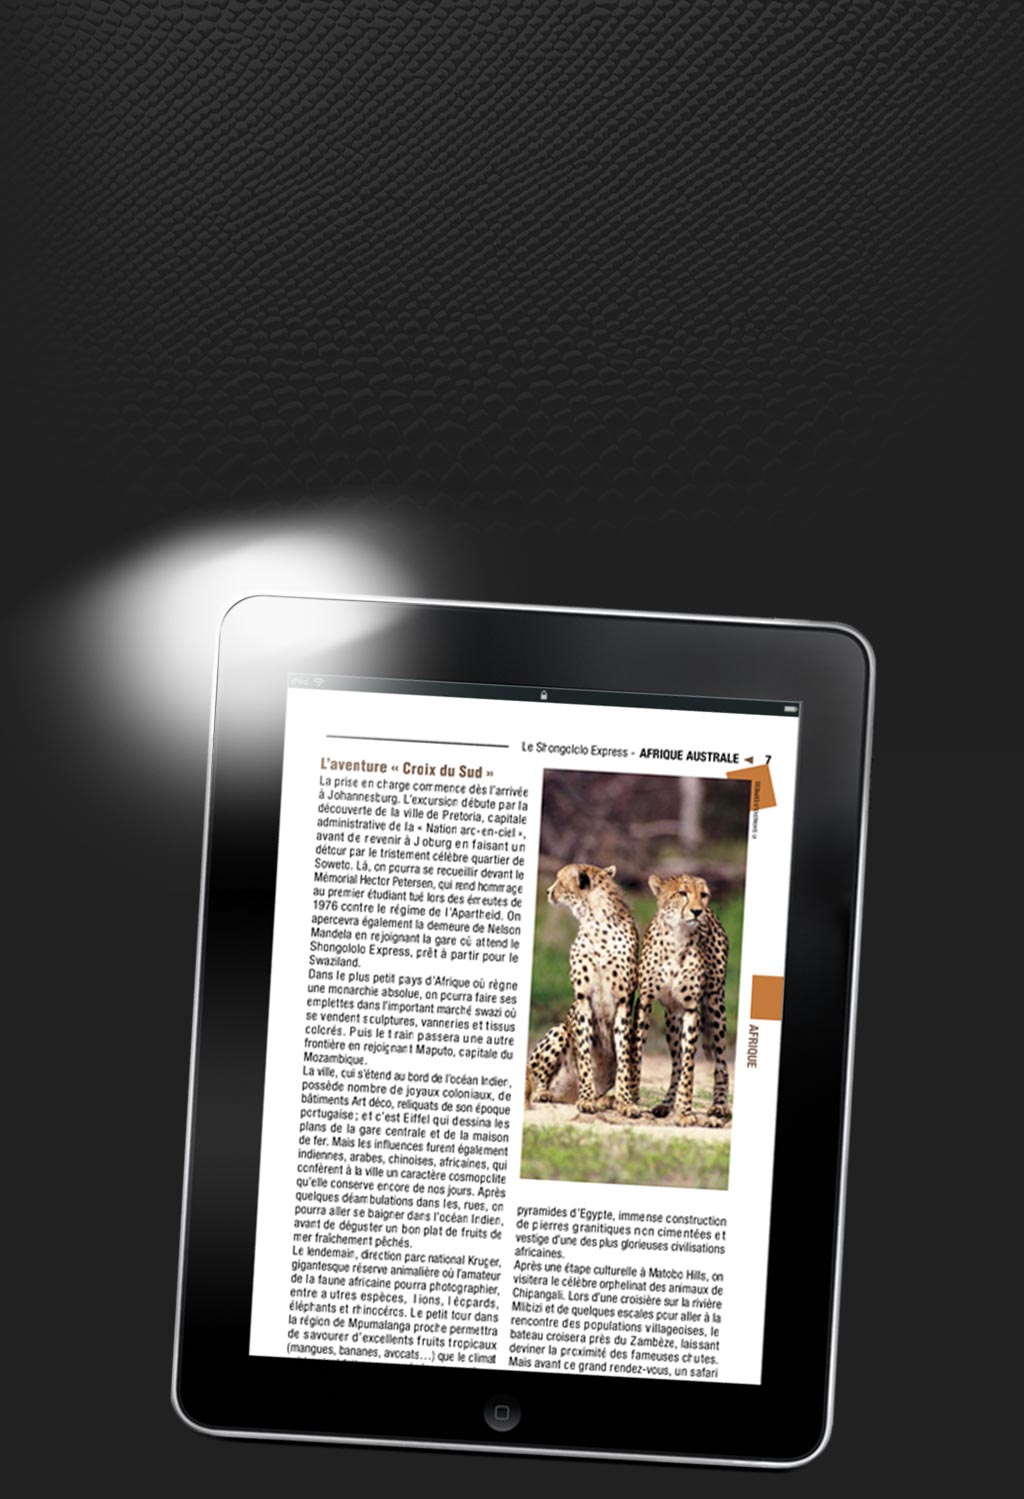 iPad
Le Shongololo Express - AFRIQUE AUSTRALE ◄ 7
L'aventure « Croix du Sud »
La prise en charge commence dès l'arrivée
à Johannesburg. L'excursion débute par la
découverte de la ville de Pretoria, capitale
administrative de la « Nation arc-en-ciel »,
avant de revenir à Joburg en faisant un
détour par le tristement célèbre quartier de
Soweto. Là, on pourra se recueillir devant le
Mémorial Hector Petersen, qui rend hommage
au premier étudiant tué lors des émeutes de
1976 contre le régime de l'Apartheid. On
apercevra également la demeure de Nelson
Mandela en rejoignant la gare où attend le
Shongololo Express, prêt à partir pour le
Swaziland.
Dans le plus petit pays d'Afrique où règne
une monarchie absolue, on pourra faire ses
emplettes dans l'important marché swazi où
se vendent sculptures, vanneries et tissus
colorés. Puis le train passera une autre
frontière en rejoignant Maputo, capitale du
Mozambique.
La ville, qui s'étend au bord de l'océan Indien,
possède nombre de joyaux coloniaux, de
bâtiments Art déco, reliquats de son époque
portugaise ; et c'est Eiffel qui dessina les
plans de la gare centrale et de la maison
de fer. Mais les influences furent également
indiennes, arabes, chinoises, africaines, qui
confèrent à la ville un caractère cosmopolite
qu'elle conserve encore de nos jours. Après
quelques déambulations dans les, rues, on
pourra aller se baigner dans l'océan Indien,
avant de déguster un bon plat de fruits de
mer fraîchement pêchés.
Le lendemain, direction parc national Kruger,
gigantesque réserve animalière où l'amateur
de la faune africaine pourra photographier,
entre autres espèces, lions, léopards,
éléphants et rhinocéros. Le petit tour dans
la région de Mpumalanga proche permettra
de savourer d'excellents fruits tropicaux
(mangues, bananes, avocats…) que le climat
pyramides d'Egypte, immense construction
de pierres granitiques non cimentées et
vestige d'une des plus glorieuses civilisations
africaines.
Après une étape culturelle à Matobo Hills, on
visitera le célèbre orphelinat des animaux de
Chipangali. Lors d'une croisière sur la rivière
Mlibizi et de quelques escales pour aller à la
rencontre des populations villageoises, le
bateau croisera près du Zambèze, laissant
deviner la proximité des fameuses chutes.
Mais avant ce grand rendez-vous, un safari
AFRIQUE